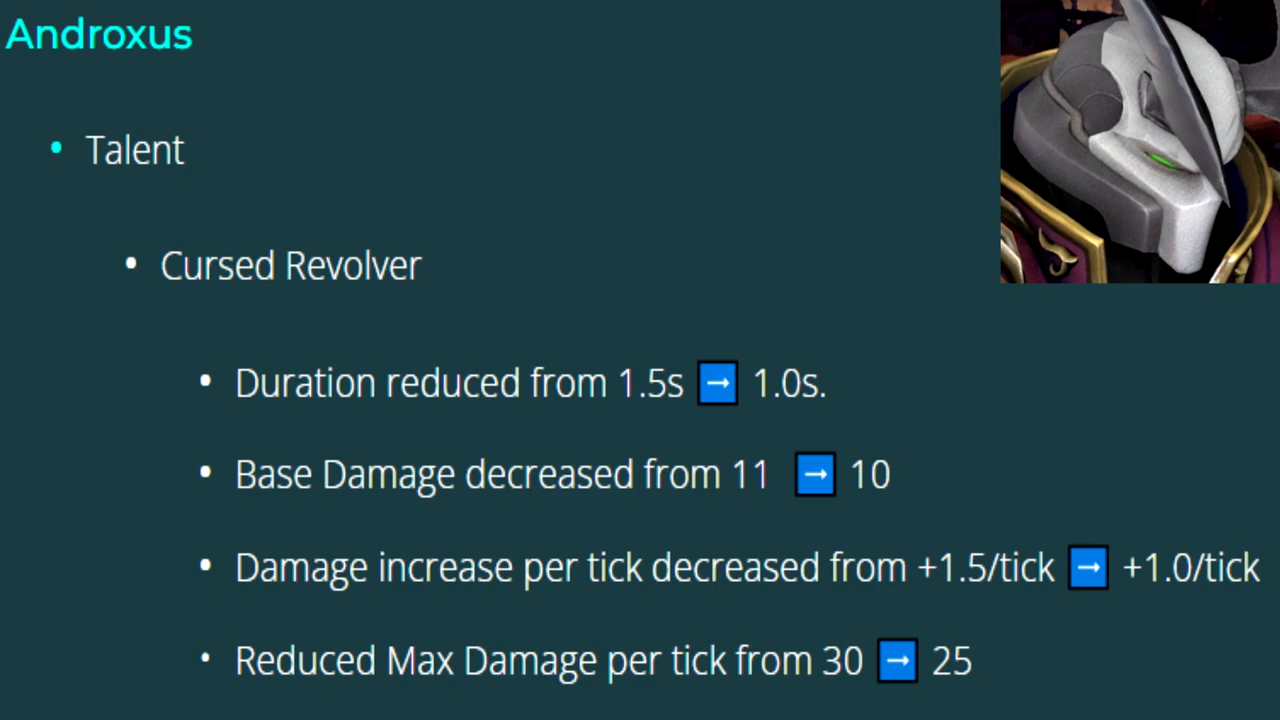 Androxus
• Talent
• Cursed Revolver
• Duration reduced from 1.5s ➡ 1.0s.
• Base Damage decreased from 11 ➡ 10
• Damage increase per tick decreased from +1.5/tick ➡ +1.0/tick
• Reduced Max Damage per tick from 30 ➡ 25